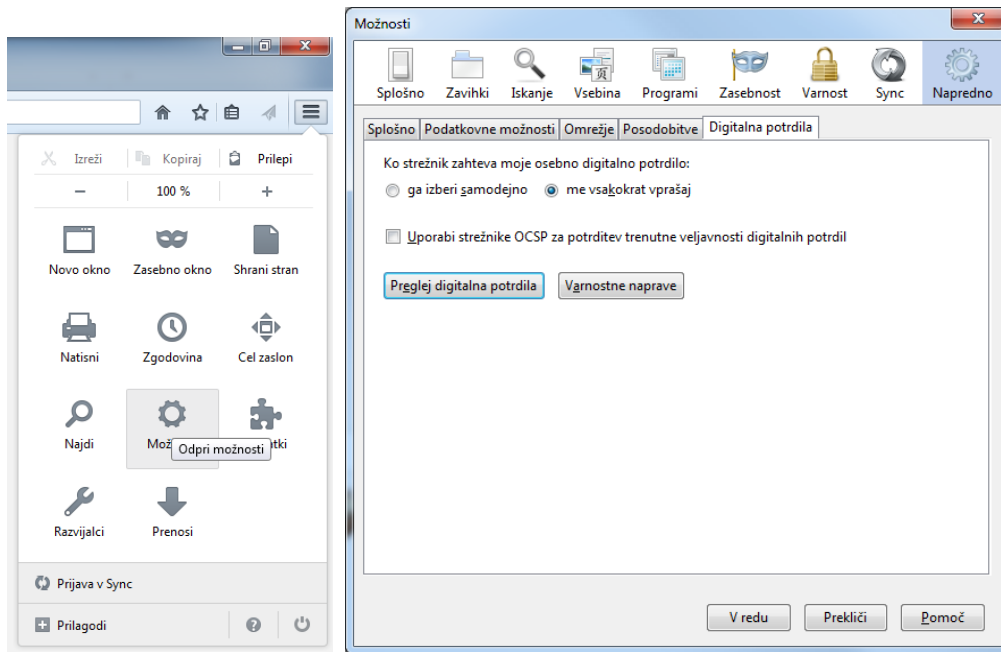 Izreži Kopiraj Prilepi
− 100 % +
Novo okno Zasebno okno Shrani stran
Natisni Zgodovina Cel zaslon
Najdi Mož tki
Odpri možnosti
Razvijalci Prenosi
Prijava v Sync
Prilagodi
Možnosti
Splošno Zavihki Iskanje Vsebina Programi Zasebnost Varnost Sync Napredno
Splošno Podatkovne možnosti Omrežje Posodobitve Digitalna potrdila
Ko strežnik zahteva moje osebno digitalno potrdilo:
ga izberi samodejno me vsakokrat vprašaj
Uporabi strežnike OCSP za potrditev trenutne veljavnosti digitalnih potrdil
Preglej digitalna potrdila Varnostne naprave
V redu Prekliči Pomoč